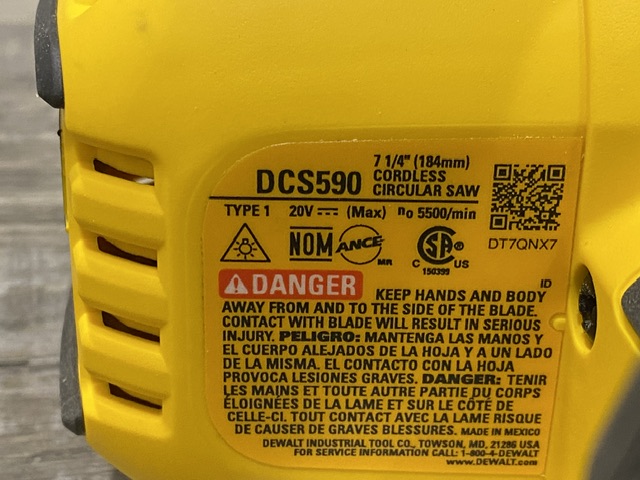 DCS590
7 1/4" (184mm)
CORDLESS
CIRCULAR SAW
TYPE 1 20V (Max) no 5500/min
NOM ANCE MR
C SA ® C US
150399
DT7QNX7
ID
DANGER KEEP HANDS AND BODY
AWAY FROM AND TO THE SIDE OF THE BLADE.
CONTACT WITH BLADE WILL RESULT IN SERIOUS
INJURY. PELIGRO: MANTENGA LAS MANOS Y
EL CUERPO ALEJADOS DE LA HOJA Y A UN LADO
DE LA MISMA. EL CONTACTO CON LA HOJA
PROVOCA LESIONES GRAVES. DANGER: TENIR
LES MAINS ET TOUTE AUTRE PARTIE DU CORPS
ÉLOIGNÉES DE LA LAME ET SUR LE CÔTÉ DE
CELLE-CI. TOUT CONTACT AVEC LA LAME RISQUE
DE CAUSER DE GRAVES BLESSURES. MADE IN MEXICO
DEWALT INDUSTRIAL TOOL CO., TOWSON, MD, 21286 USA
FOR SERVICE INFORMATION CALL: 1-800-4-DEWALT
www.DEWALT.com